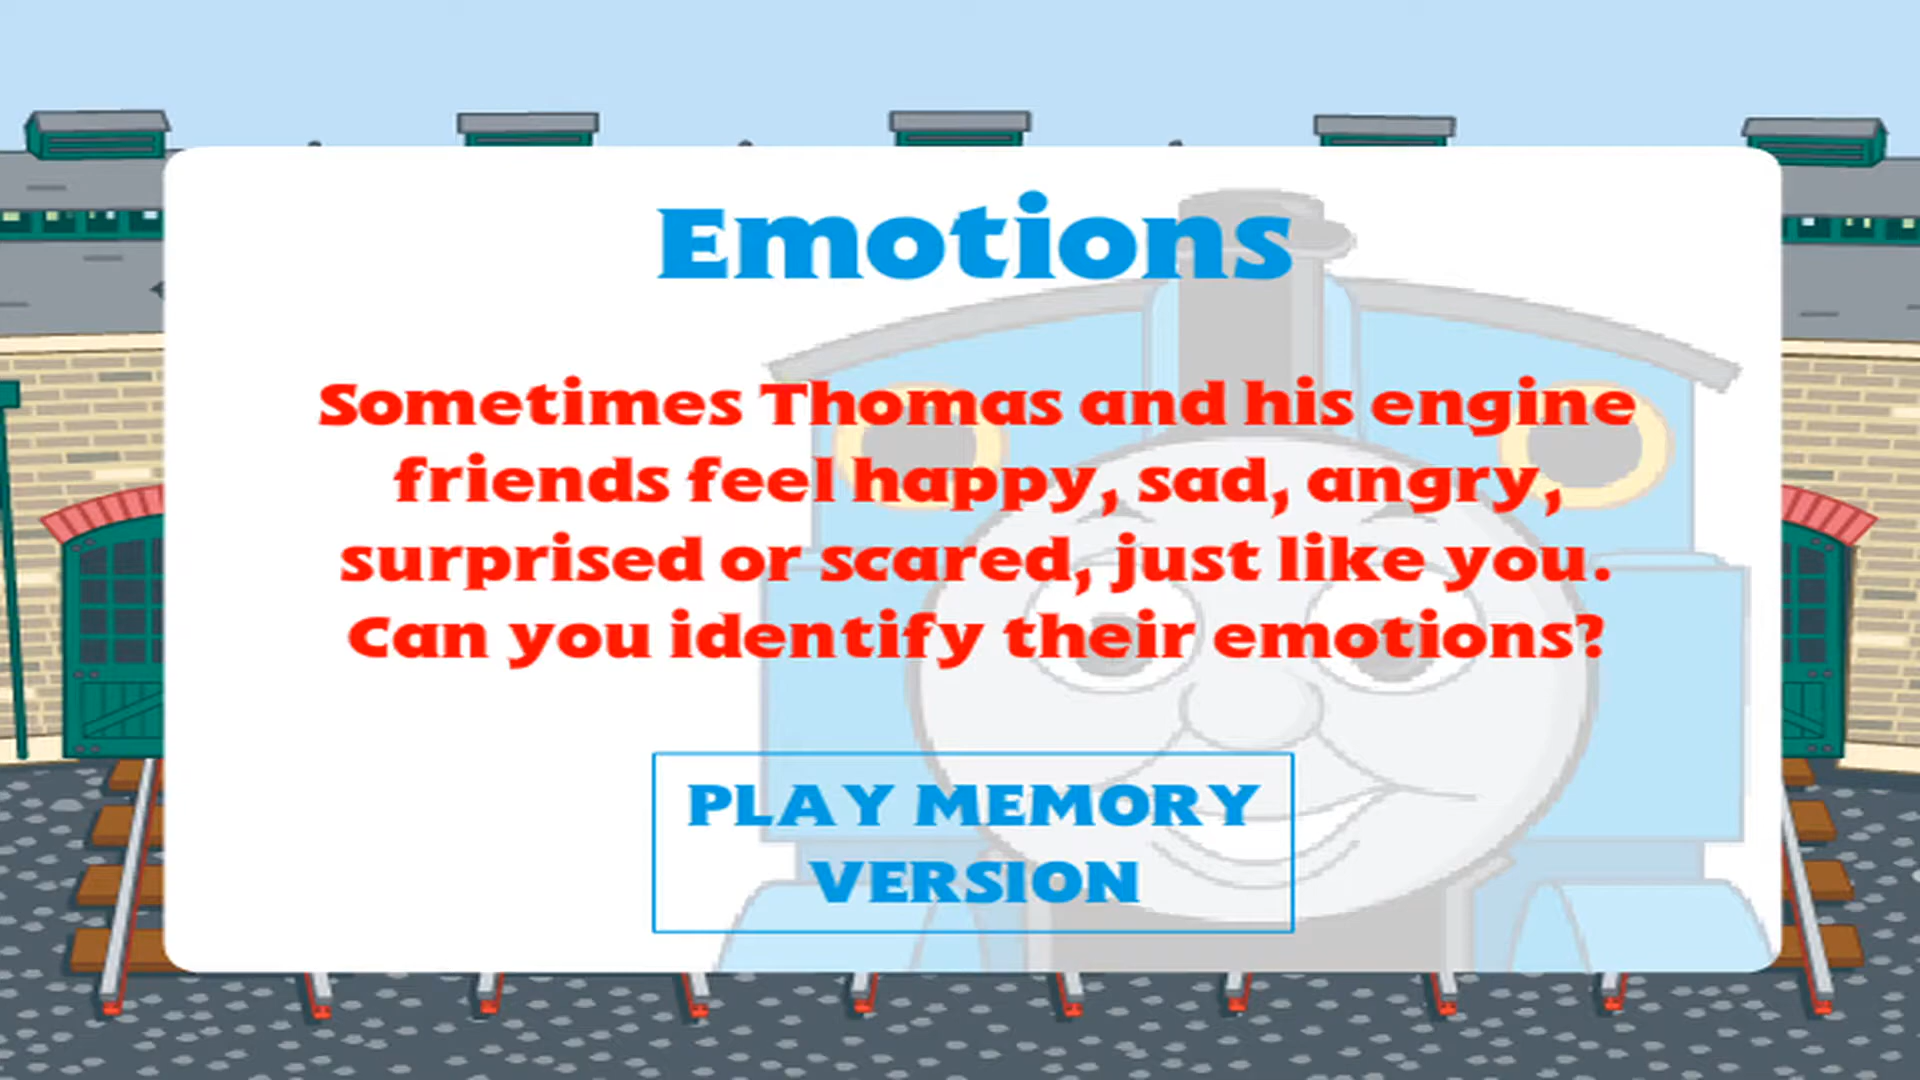 Emotions
Sometimes Thomas and his engine
friends feel happy, sad, angry,
surprised or scared, just like you.
Can you identify their emotions?
PLAY MEMORY
VERSION